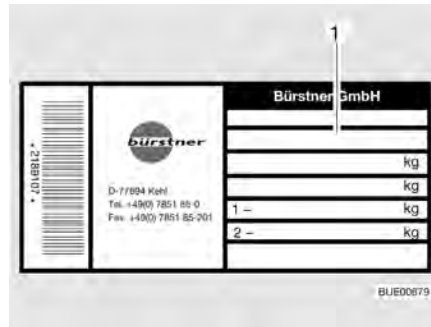 1
Bürstner GmbH
* 2189107 *
bürstner
D-77694 Kehl
Tel. +49(0) 7851 85-0
Fax. +49(0) 7851 85-201
kg
kg
1 – kg
2 – kg
BUE00679